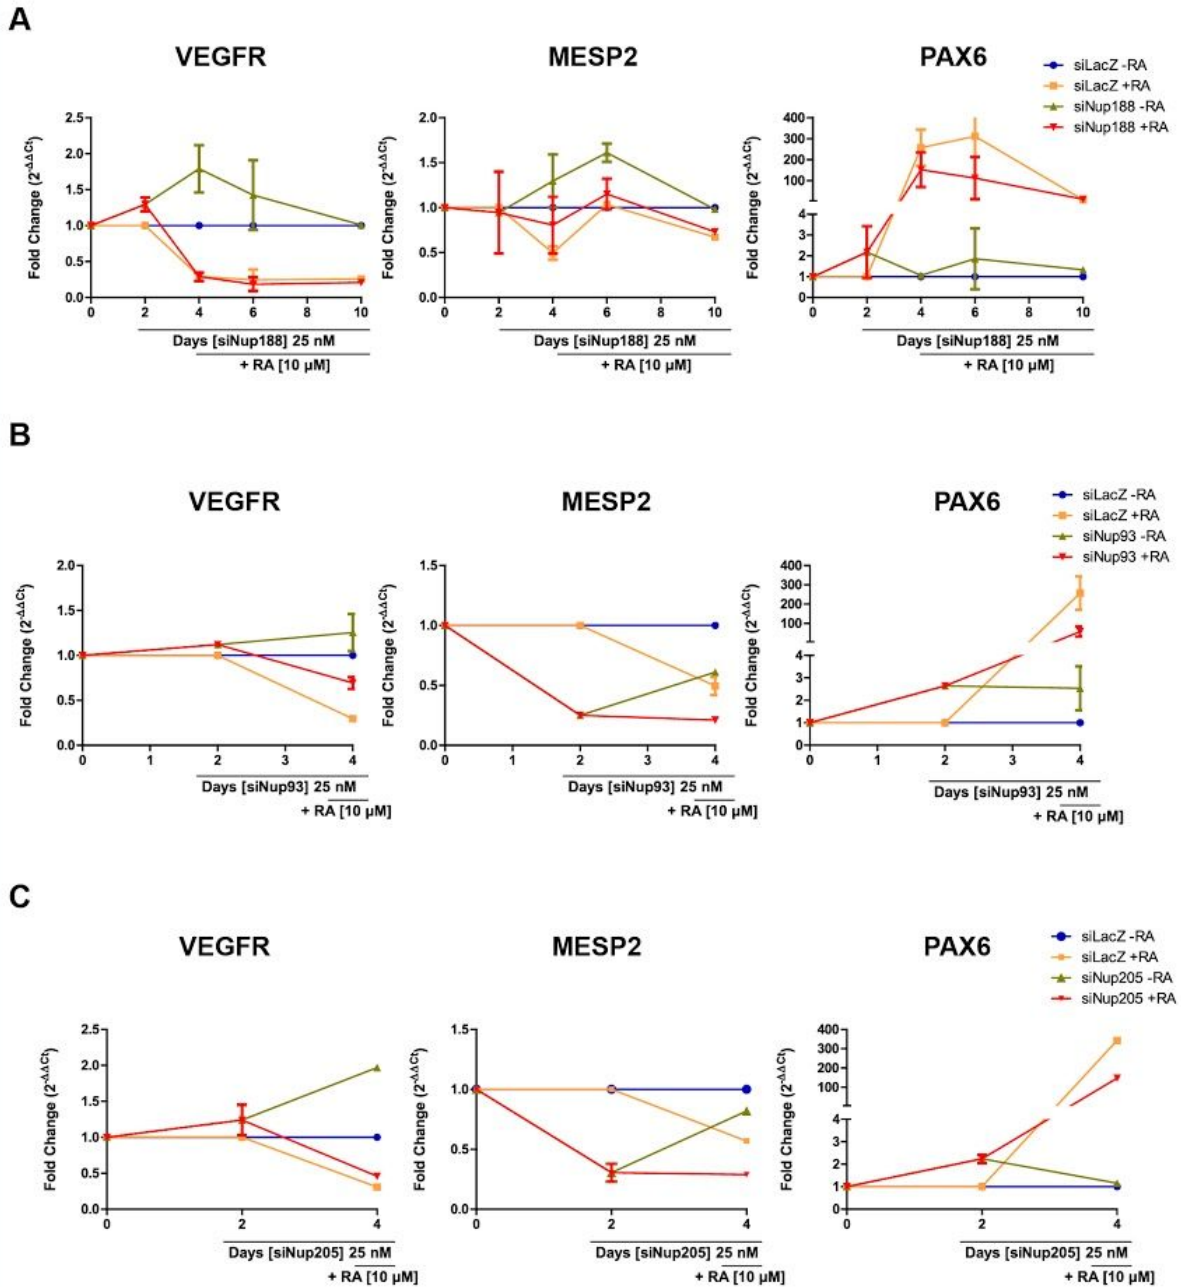 A
VEGFR
MESP2
PAX6
siLacZ -RA
siLacZ +RA
siNup188 -RA
siNup188 +RA
Fold Change (2^-ΔΔCt)
2.5
2.0
1.5
1.0
0.5
0.0
0 2 4 6 8 10
Days [siNup188] 25 nM
+ RA [10 µM]
Fold Change (2^-ΔΔCt)
2.0
1.5
1.0
0.5
0.0
0 2 4 6 8 10
Days [siNup188] 25 nM
+ RA [10 µM]
Fold Change (2^-ΔΔCt)
400
300
200
100
4
3
2
1
0
0 2 4 6 8 10
Days [siNup188] 25 nM
+ RA [10 µM]
B
VEGFR
MESP2
PAX6
siLacZ -RA
siLacZ +RA
siNup93 -RA
siNup93 +RA
Fold Change (2^-ΔΔCt)
2.0
1.5
1.0
0.5
0.0
0 1 2 3 4
Days [siNup93] 25 nM
+ RA [10 µM]
Fold Change (2^-ΔΔCt)
1.5
1.0
0.5
0.0
0 1 2 3 4
Days [siNup93] 25 nM
+ RA [10 µM]
Fold Change (2^-ΔΔCt)
400
300
200
100
4
3
2
1
0
0 1 2 3 4
Days [siNup93] 25 nM
+ RA [10 µM]
C
VEGFR
MESP2
PAX6
siLacZ -RA
siLacZ +RA
siNup205 -RA
siNup205 +RA
Fold Change (2^-ΔΔCt)
2.5
2.0
1.5
1.0
0.5
0.0
0 2 4
Days [siNup205] 25 nM
+ RA [10 µM]
Fold Change (2^-ΔΔCt)
1.5
1.0
0.5
0.0
0 2 4
Days [siNup205] 25 nM
+ RA [10 µM]
Fold Change (2^-ΔΔCt)
400
300
200
100
4
3
2
1
0
0 2 4
Days [siNup205] 25 nM
+ RA [10 µM]